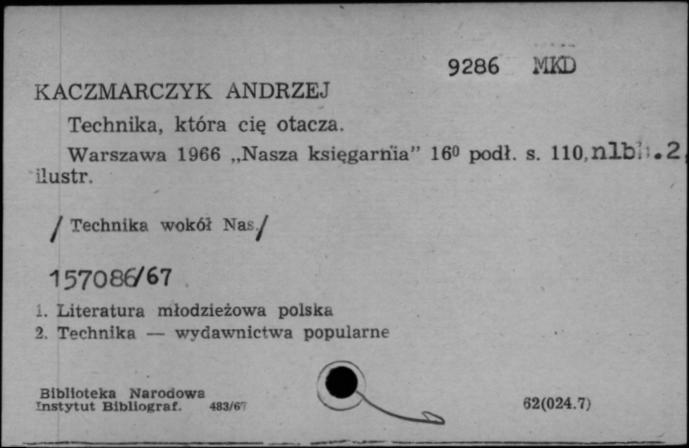 9286 MKD
KACZMARCZYK ANDRZEJ
Technika, która cię otacza.
Warszawa 1966 „Nasza księgarnia” 16⁰ podł. s. 110, nlb. 2,
ilustr.
/ Technika wokół Nas./
157086/67
1. Literatura młodzieżowa polska
2. Technika — wydawnictwa popularne
Biblioteka Narodowa
Instytut Bibliograf. 483/67
62(024.7)